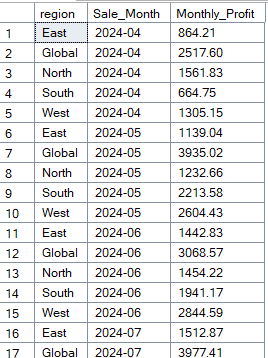 region Sale_Month Monthly_Profit
1 East 2024-04 864.21
2 Global 2024-04 2517.60
3 North 2024-04 1561.83
4 South 2024-04 664.75
5 West 2024-04 1305.15
6 East 2024-05 1139.04
7 Global 2024-05 3935.02
8 North 2024-05 1232.66
9 South 2024-05 2213.58
10 West 2024-05 2604.43
11 East 2024-06 1442.83
12 Global 2024-06 3068.57
13 North 2024-06 1454.22
14 South 2024-06 1941.17
15 West 2024-06 2844.59
16 East 2024-07 1512.87
17 Global 2024-07 3977.41